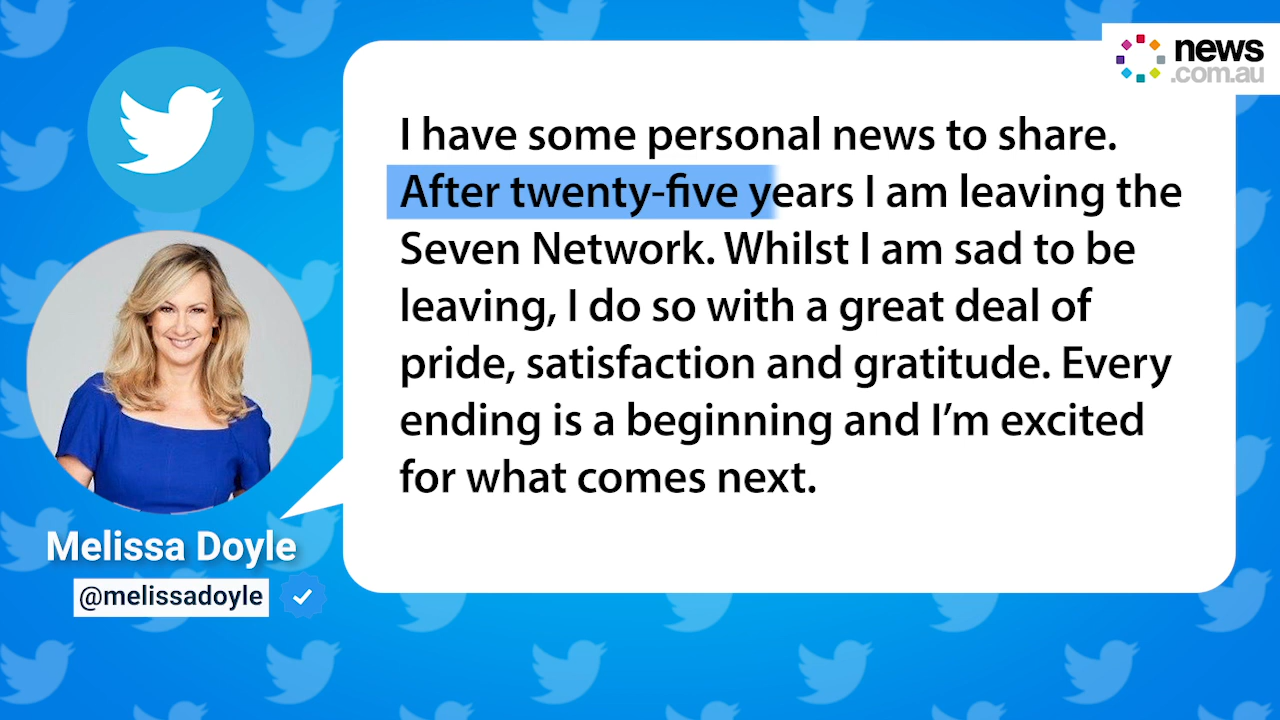 news
.com.au
I have some personal news to share.
After twenty-five years I am leaving the
Seven Network. Whilst I am sad to be
leaving, I do so with a great deal of
pride, satisfaction and gratitude. Every
ending is a beginning and I’m excited
for what comes next.
Melissa Doyle
@melissadoyle